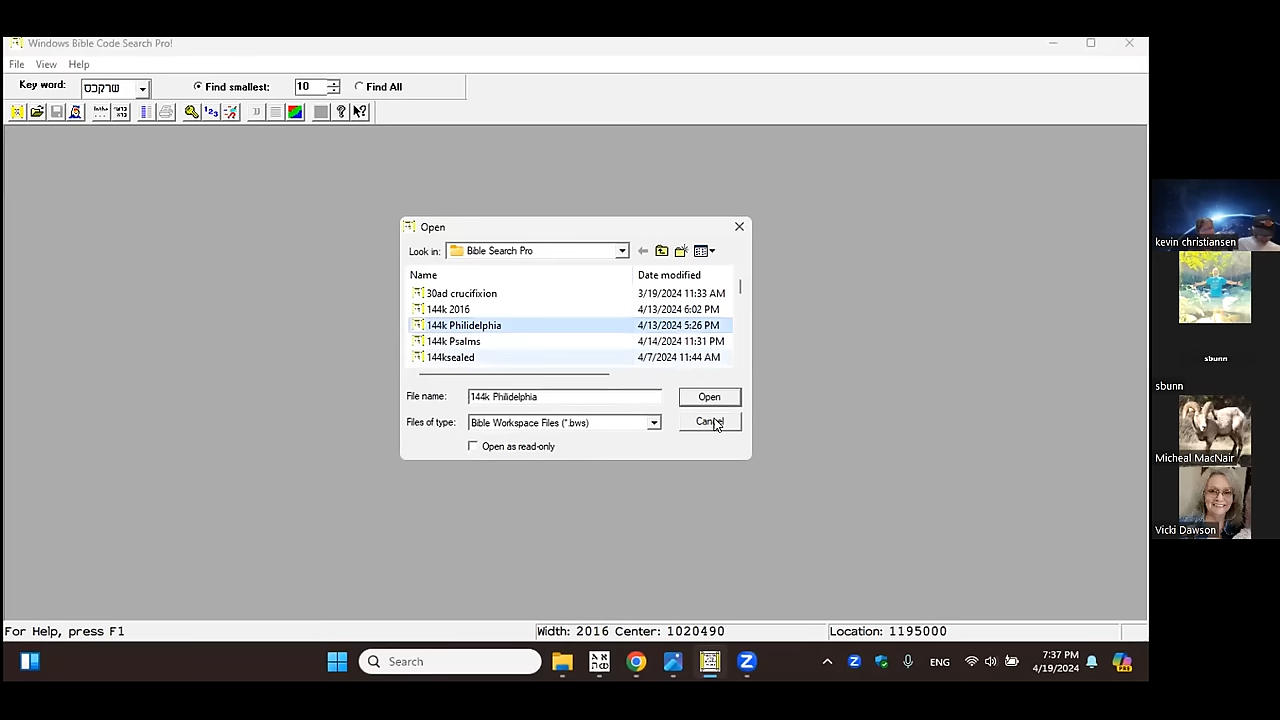 Windows Bible Code Search Pro!
File View Help
Key word: שרקכס Find smallest: 10 Find All
Open
Look in: Bible Search Pro
Name Date modified
30ad crucifixion 3/19/2024 11:33 AM
144k 2016 4/13/2024 6:02 PM
144k Philidelphia 4/13/2024 5:26 PM
144k Psalms 4/14/2024 11:31 PM
144ksealed 4/7/2024 11:44 AM
File name: 144k Philidelphia Open
Files of type: Bible Workspace Files (*.bws) Cancel
Open as read-only
kevin christiansen
sbunn
sbunn
Micheal MacNair
Vicki Dawson
For Help, press F1 Width: 2016 Center: 1020490 Location: 1195000
Search ENG 7:37 PM
4/19/2024